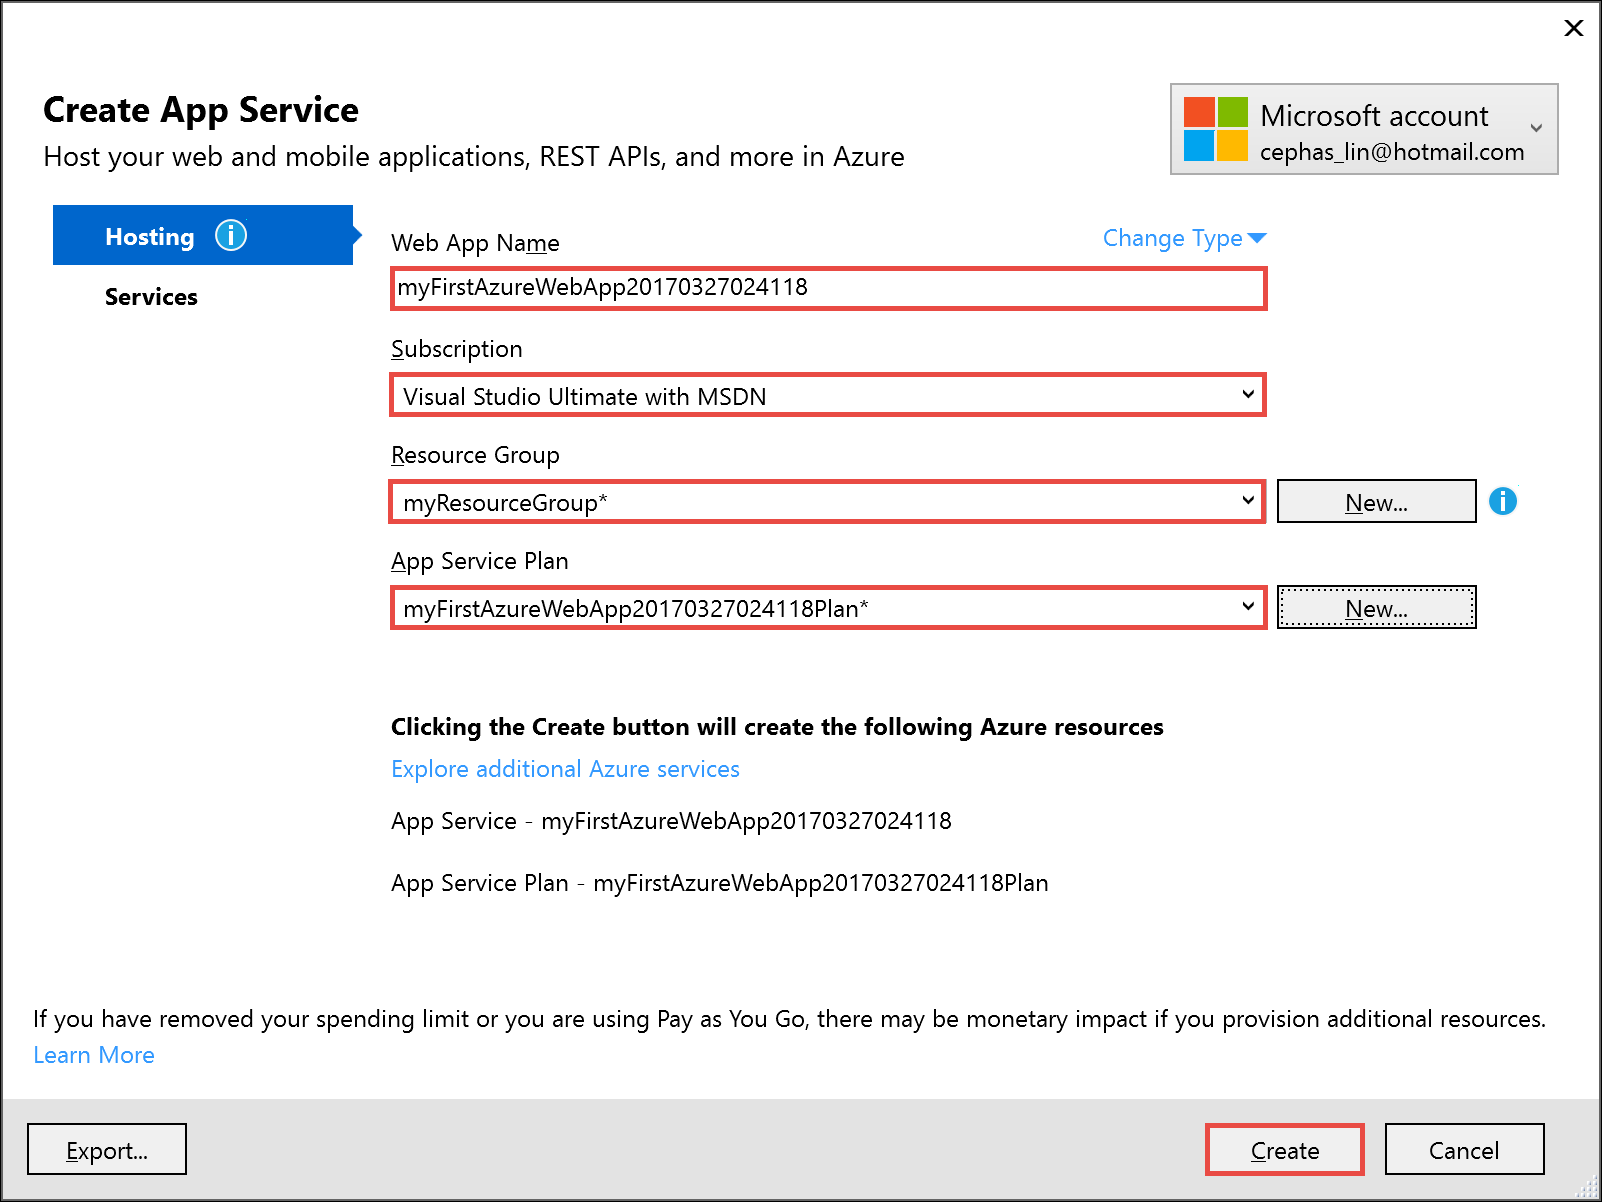 Create App Service
Host your web and mobile applications, REST APIs, and more in Azure
Microsoft account
cephas_lin@hotmail.com
Hosting
Services
Web App Name
Change Type
myFirstAzureWebApp20170327024118
Subscription
Visual Studio Ultimate with MSDN
Resource Group
myResourceGroup*
New...
App Service Plan
myFirstAzureWebApp20170327024118Plan*
New...
Clicking the Create button will create the following Azure resources
Explore additional Azure services
App Service - myFirstAzureWebApp20170327024118
App Service Plan - myFirstAzureWebApp20170327024118Plan
If you have removed your spending limit or you are using Pay as You Go, there may be monetary impact if you provision additional resources.
Learn More
Export...
Create
Cancel